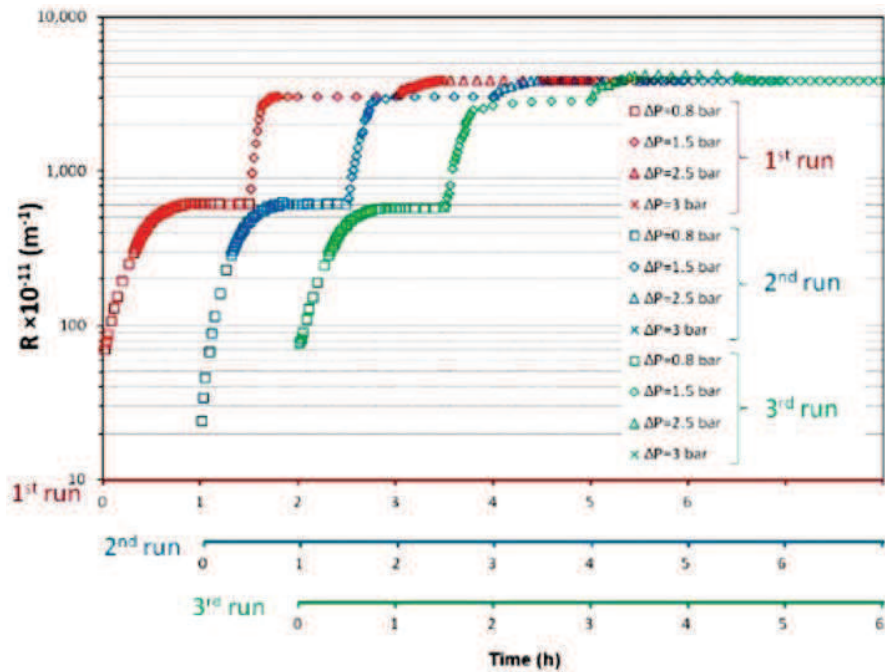 10,000
1,000
100
10
R ×10⁻¹¹ (m⁻¹)
ΔP=0.8 bar
ΔP=1.5 bar
ΔP=2.5 bar
ΔP=3 bar
1st run
ΔP=0.8 bar
ΔP=1.5 bar
ΔP=2.5 bar
ΔP=3 bar
2nd run
ΔP=0.8 bar
ΔP=1.5 bar
ΔP=2.5 bar
ΔP=3 bar
3rd run
1st run
0 1 2 3 4 5 6
2nd run
0 1 2 3 4 5 6
3rd run
0 1 2 3 4 5 6
Time (h)